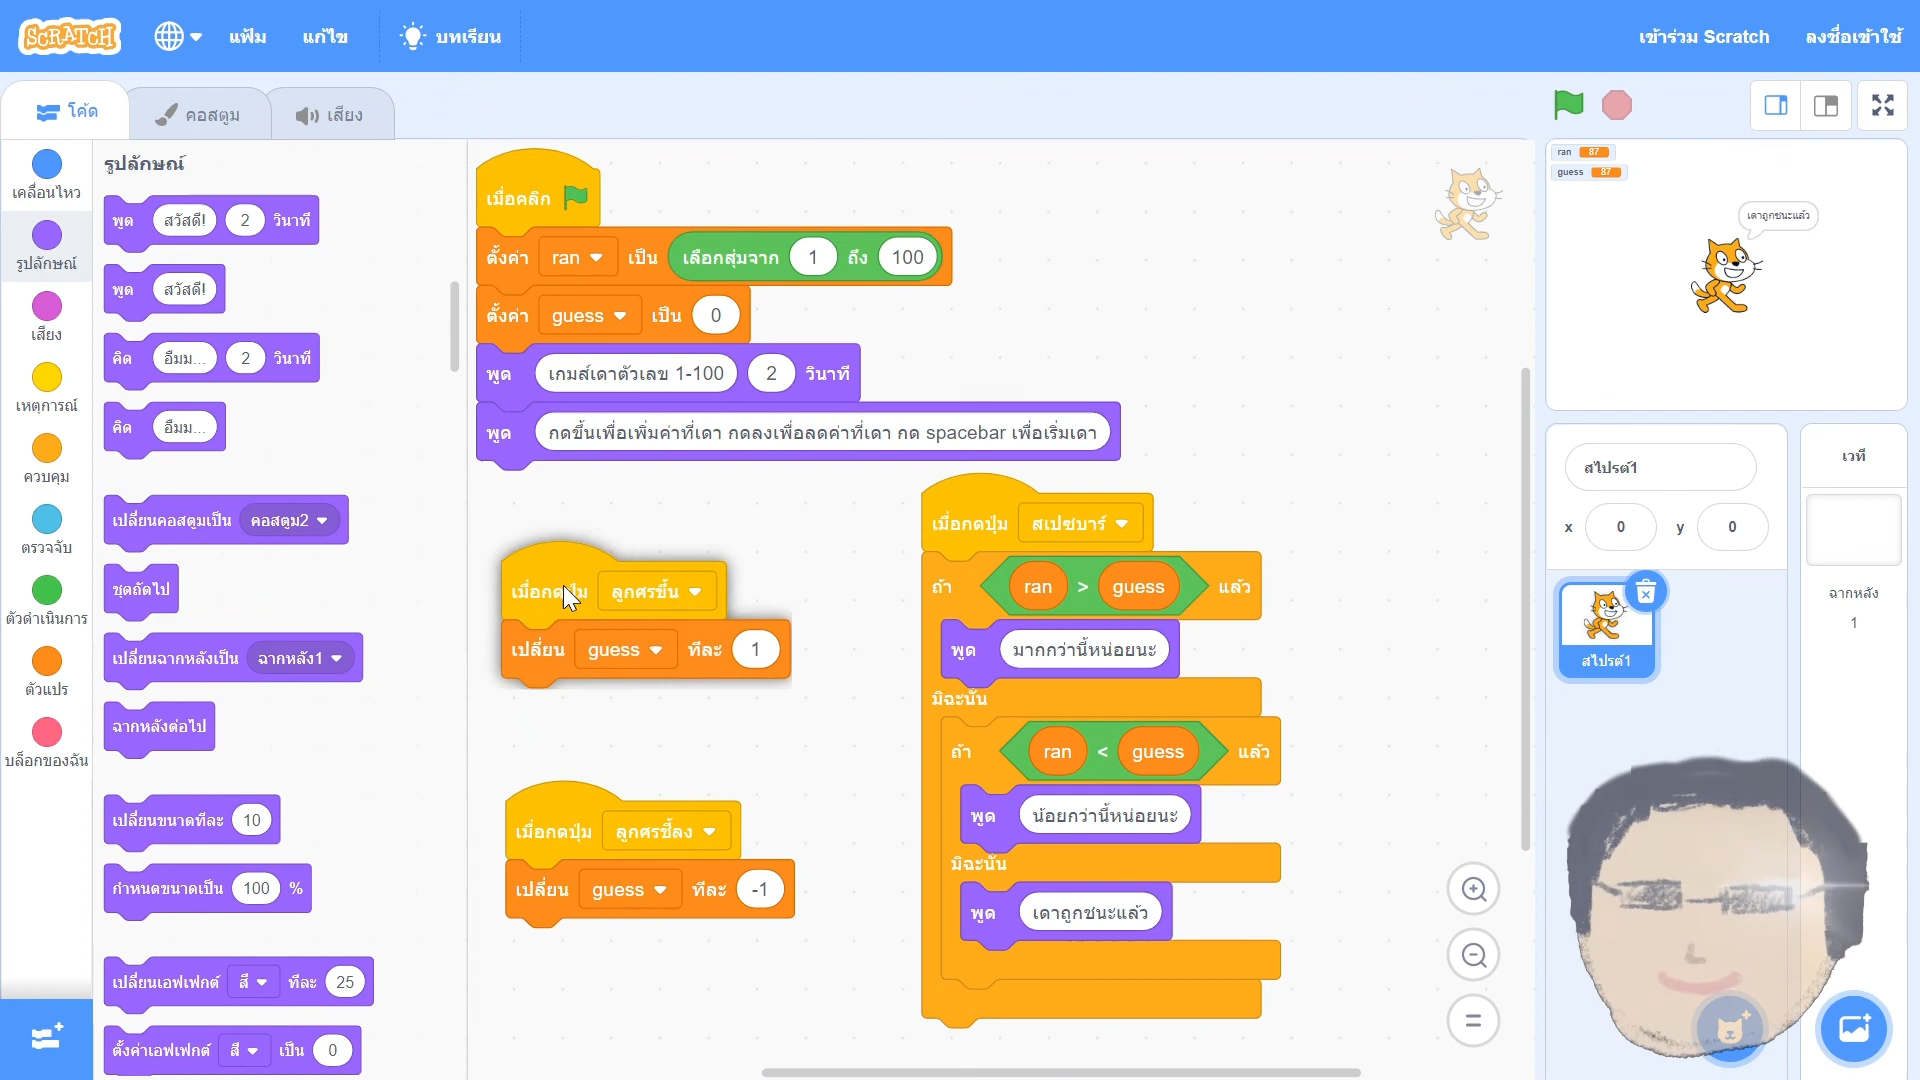 SCRATCH
แฟ้ม
แก้ไข
บทเรียน
เข้าร่วม Scratch
ลงชื่อเข้าใช้
โค้ด
คอสตูม
เสียง
เคลื่อนไหว
รูปลักษณ์
เสียง
เหตุการณ์
ควบคุม
ตรวจจับ
ตัวดำเนินการ
ตัวแปร
บล็อกของฉัน
รูปลักษณ์
พูด สวัสดี! 2 วินาที
พูด สวัสดี!
คิด อืมม... 2 วินาที
คิด อืมม...
เปลี่ยนคอสตูมเป็น คอสตูม2
ชุดถัดไป
เปลี่ยนฉากหลังเป็น ฉากหลัง1
ฉากหลังต่อไป
เปลี่ยนขนาดทีละ 10
กำหนดขนาดเป็น 100 %
เปลี่ยนเอฟเฟกต์ สี ทีละ 25
ตั้งค่าเอฟเฟกต์ สี เป็น 0
เมื่อคลิก
ตั้งค่า ran เป็น เลือกสุ่มจาก 1 ถึง 100
ตั้งค่า guess เป็น 0
พูด เกมส์เดาตัวเลข 1-100 2 วินาที
พูด กดขึ้นเพื่อเพิ่มค่าที่เดา กดลงเพื่อลดค่าที่เดา กด spacebar เพื่อเริ่มเดา
เมื่อกดปุ่ม ลูกศรขึ้น
เปลี่ยน guess ทีละ 1
เมื่อกดปุ่ม ลูกศรชี้ลง
เปลี่ยน guess ทีละ -1
เมื่อกดปุ่ม สเปซบาร์
ถ้า ran > guess แล้ว
พูด มากกว่านี้หน่อยนะ
มิฉะนั้น
ถ้า ran < guess แล้ว
พูด น้อยกว่านี้หน่อยนะ
มิฉะนั้น
พูด เดาถูกชนะแล้ว
ran 87
guess 87
เดาถูกชนะแล้ว
สไปรต์1
x 0 y 0
สไปรต์1
เวที
ฉากหลัง
1